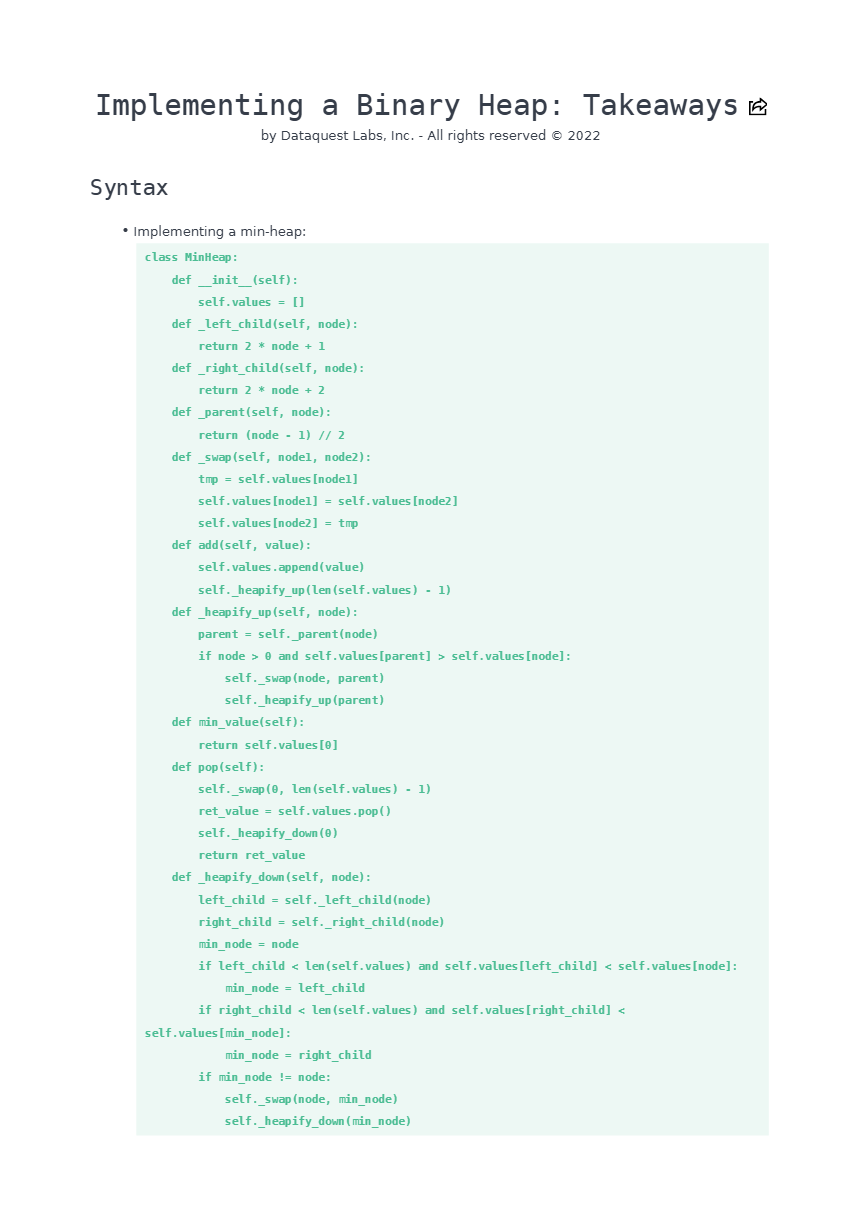 Implementing a Binary Heap: Takeaways
by Dataquest Labs, Inc. - All rights reserved © 2022
Syntax
• Implementing a min-heap:
class MinHeap:
    def __init__(self):
        self.values = []
    def _left_child(self, node):
        return 2 * node + 1
    def _right_child(self, node):
        return 2 * node + 2
    def _parent(self, node):
        return (node - 1) // 2
    def _swap(self, node1, node2):
        tmp = self.values[node1]
        self.values[node1] = self.values[node2]
        self.values[node2] = tmp
    def add(self, value):
        self.values.append(value)
        self._heapify_up(len(self.values) - 1)
    def _heapify_up(self, node):
        parent = self._parent(node)
        if node > 0 and self.values[parent] > self.values[node]:
            self._swap(node, parent)
            self._heapify_up(parent)
    def min_value(self):
        return self.values[0]
    def pop(self):
        self._swap(0, len(self.values) - 1)
        ret_value = self.values.pop()
        self._heapify_down(0)
        return ret_value
    def _heapify_down(self, node):
        left_child = self._left_child(node)
        right_child = self._right_child(node)
        min_node = node
        if left_child < len(self.values) and self.values[left_child] < self.values[node]:
            min_node = left_child
        if right_child < len(self.values) and self.values[right_child] <
self.values[min_node]:
            min_node = right_child
        if min_node != node:
            self._swap(node, min_node)
            self._heapify_down(min_node)